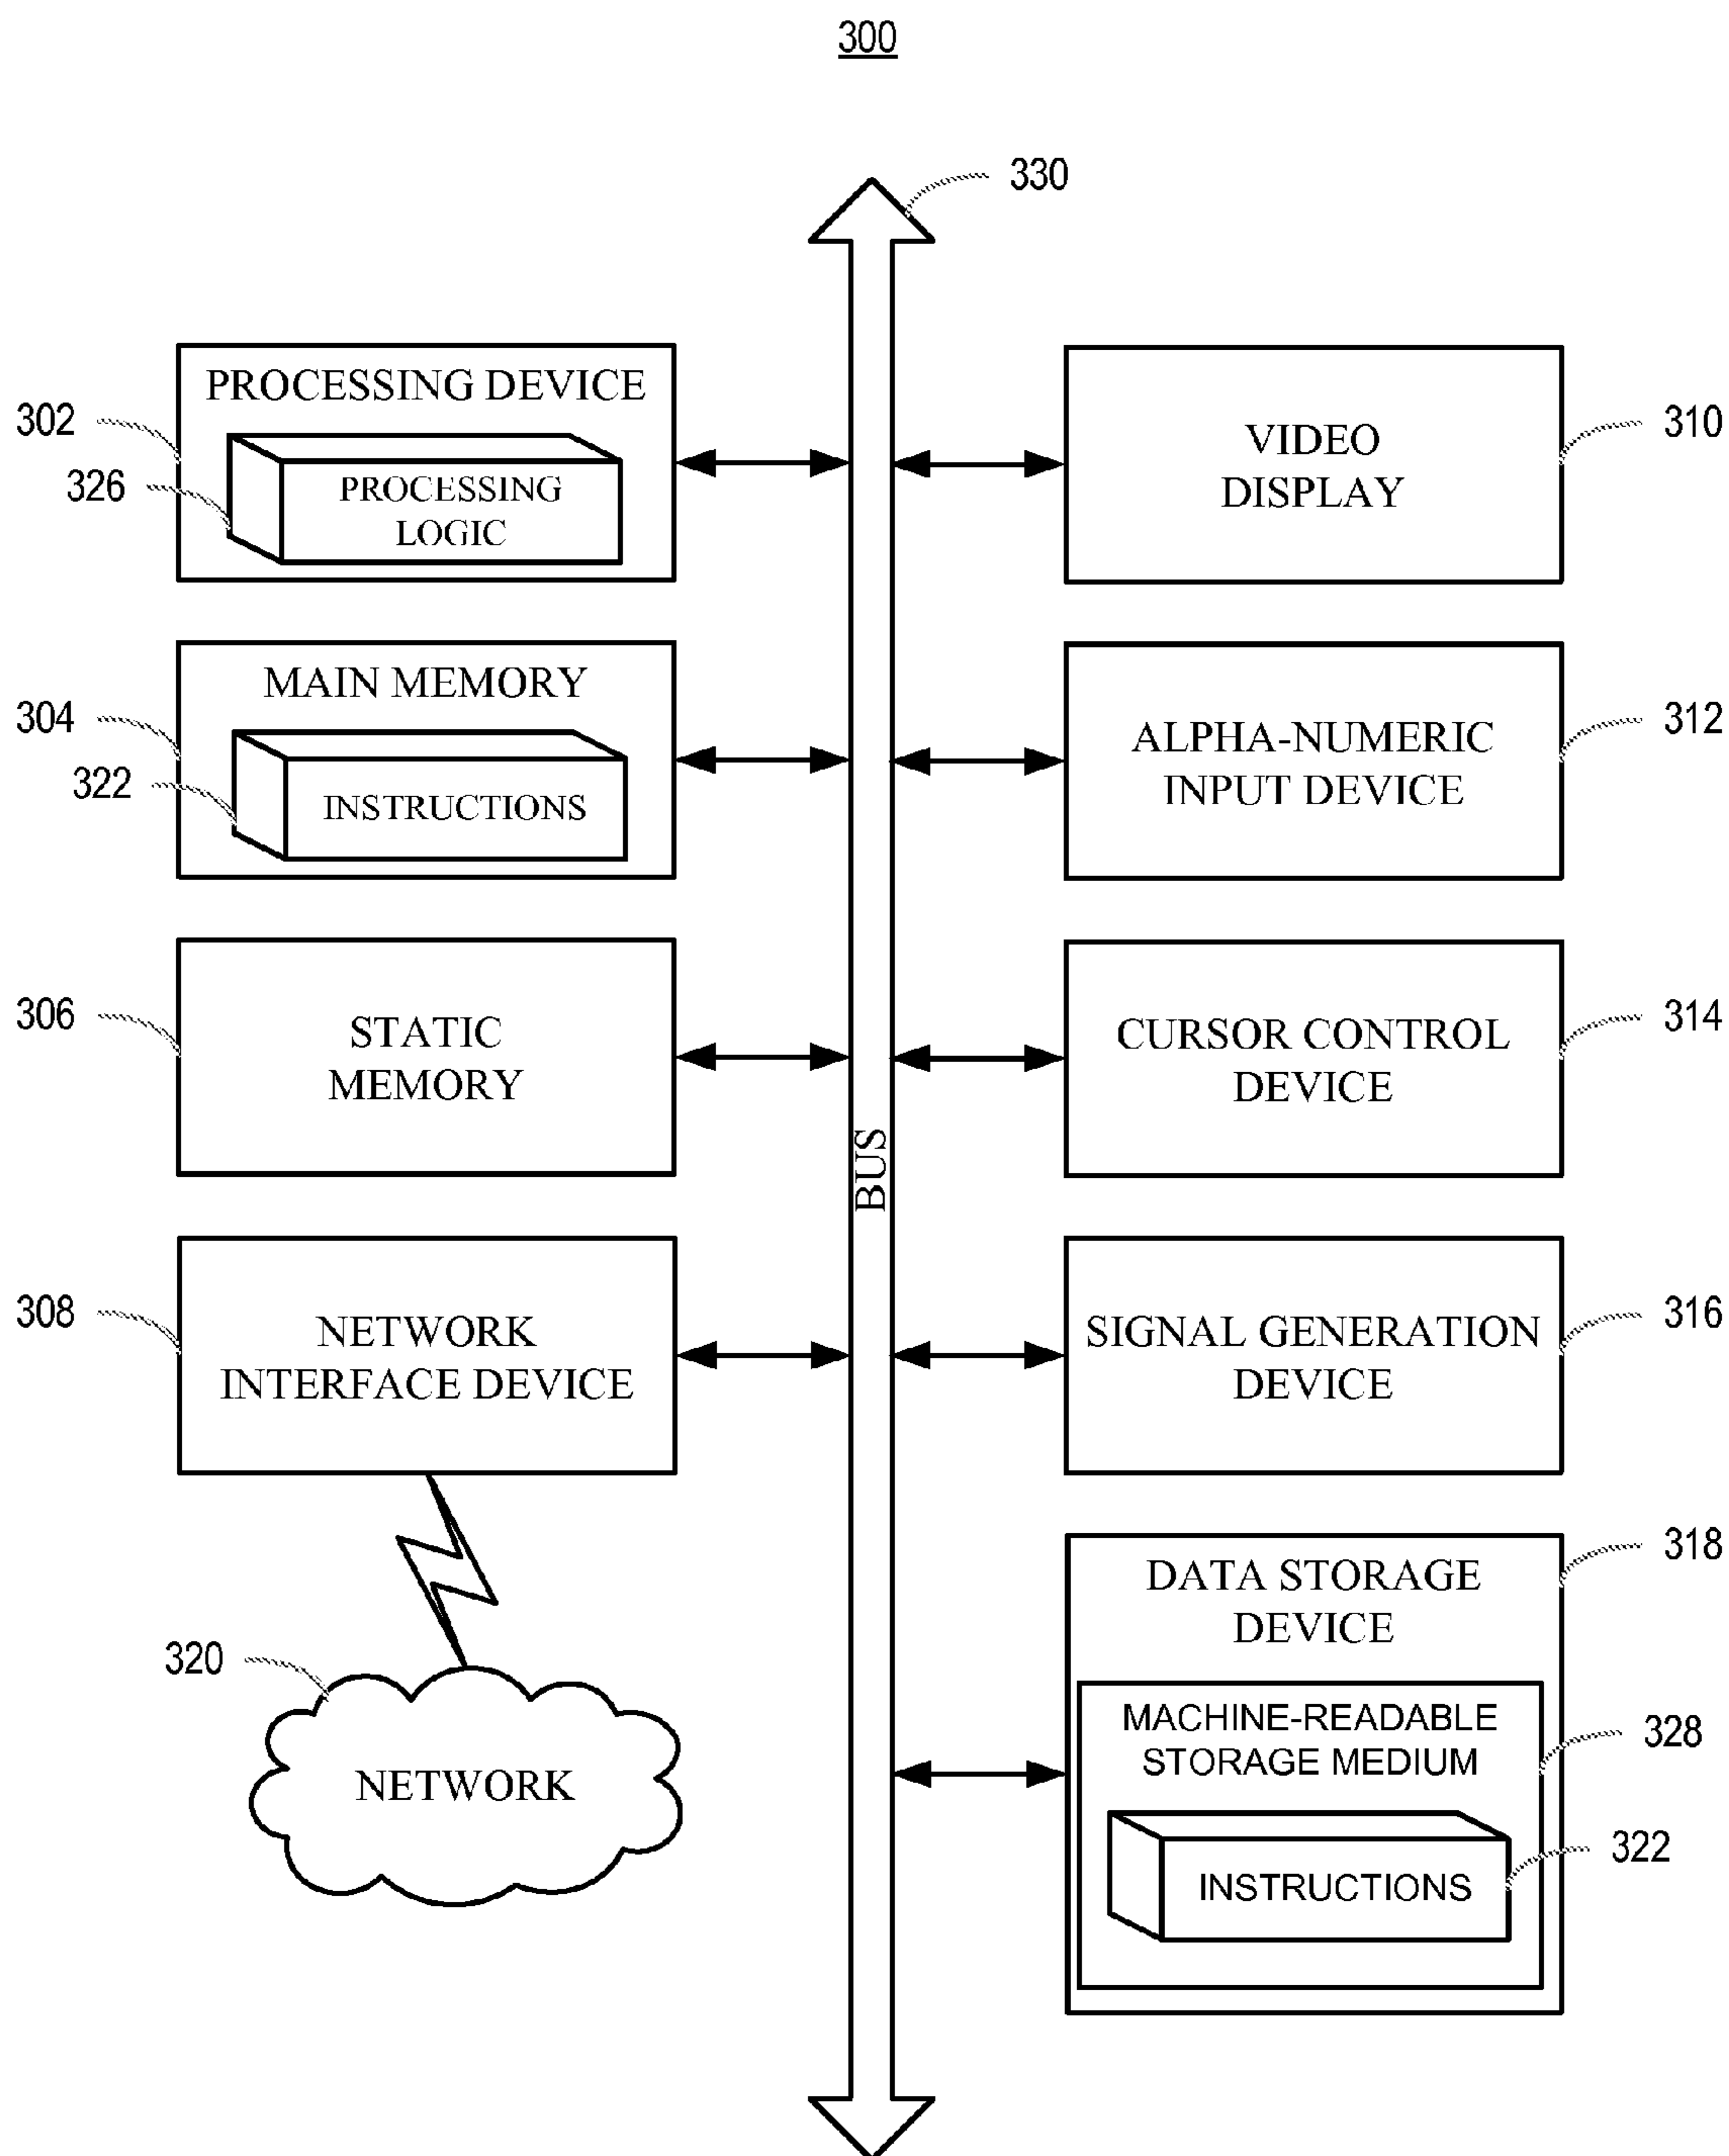 300
330
PROCESSING DEVICE
302
326
PROCESSING
LOGIC
VIDEO
DISPLAY
310
MAIN MEMORY
304
322
INSTRUCTIONS
ALPHA-NUMERIC
INPUT DEVICE
312
306
STATIC
MEMORY
CURSOR CONTROL
DEVICE
314
BUS
308
NETWORK
INTERFACE DEVICE
SIGNAL GENERATION
DEVICE
316
318
DATA STORAGE
DEVICE
320
NETWORK
MACHINE-READABLE
STORAGE MEDIUM
328
322
INSTRUCTIONS